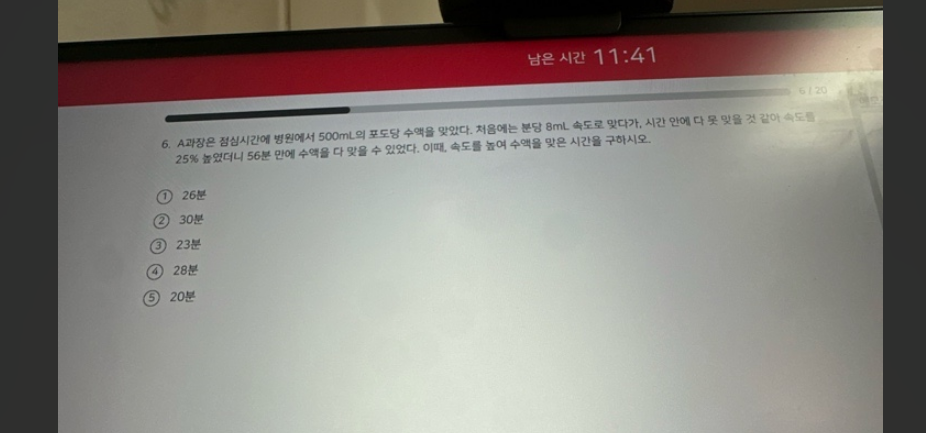 남은 시간 11:41
6 / 20
6. A과장은 점심시간에 병원에서 500mL의 포도당 수액을 맞았다. 처음에는 분당 8mL 속도로 맞다가, 시간 안에 다 못 맞을 것 같아 속도를
25% 높였더니 56분 만에 수액을 다 맞을 수 있었다. 이때, 속도를 높여 수액을 맞은 시간을 구하시오.
① 26분
② 30분
③ 23분
④ 28분
⑤ 20분